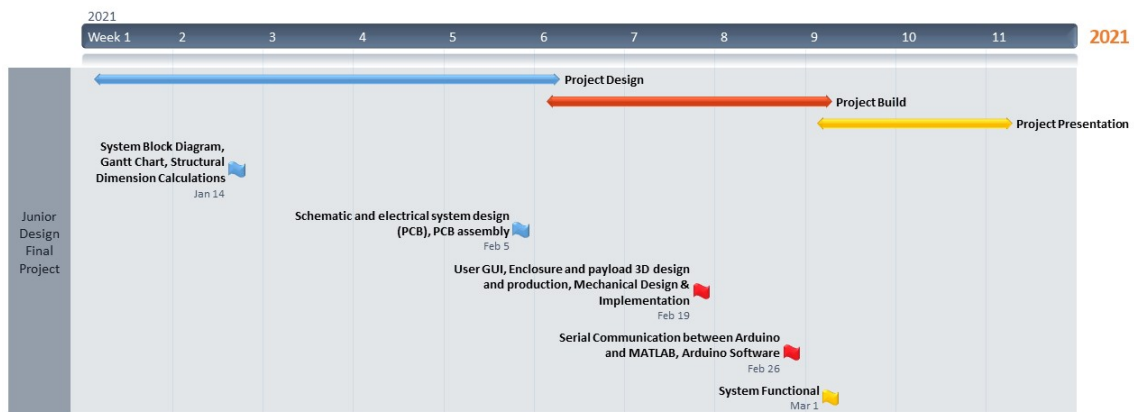 2021
Week 1 2 3 4 5 6 7 8 9 10 11
2021
Project Design
Project Build
Project Presentation
System Block Diagram,
Gantt Chart, Structural
Dimension Calculations
Jan 14
Schematic and electrical system design
(PCB), PCB assembly
Feb 5
Junior
Design
Final
Project
User GUI, Enclosure and payload 3D design
and production, Mechanical Design &
Implementation
Feb 19
Serial Communication between Arduino
and MATLAB, Arduino Software
Feb 26
System Functional
Mar 1